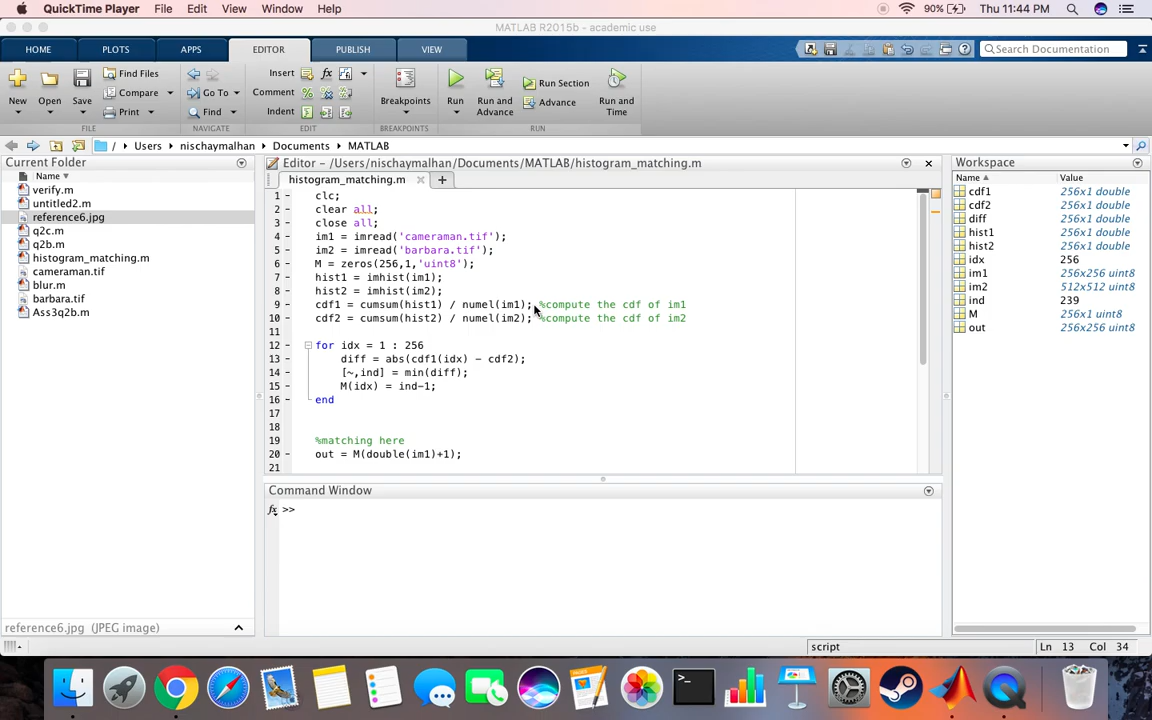 QuickTime Player File Edit View Window Help 90% Thu 11:44 PM
MATLAB R2015b - academic use
HOME PLOTS APPS EDITOR PUBLISH VIEW Search Documentation
New Open Save Find Files Compare Print
Go To Find
Insert fx
Comment %
Indent
Breakpoints
Run Run and Advance Run Section Advance Run and Time
FILE NAVIGATE EDIT BREAKPOINTS RUN
/ Users nischaymalhan Documents MATLAB
Current Folder
Name
verify.m
untitled2.m
reference6.jpg
q2c.m
q2b.m
histogram_matching.m
cameraman.tif
blur.m
barbara.tif
Ass3q2b.m
reference6.jpg (JPEG image)
Editor - /Users/nischaymalhan/Documents/MATLAB/histogram_matching.m
histogram_matching.m
1 - clc;
2 - clear all;
3 - close all;
4 - im1 = imread('cameraman.tif');
5 - im2 = imread('barbara.tif');
6 - M = zeros(256,1,'uint8');
7 - hist1 = imhist(im1);
8 - hist2 = imhist(im2);
9 - cdf1 = cumsum(hist1) / numel(im1); %compute the cdf of im1
10 - cdf2 = cumsum(hist2) / numel(im2); %compute the cdf of im2
11
12 - for idx = 1 : 256
13 - diff = abs(cdf1(idx) - cdf2);
14 - [~,ind] = min(diff);
15 - M(idx) = ind-1;
16 - end
17
18
19 %matching here
20 - out = M(double(im1)+1);
21
Command Window
fx >>
Workspace
Name Value
cdf1 256x1 double
cdf2 256x1 double
diff 256x1 double
hist1 256x1 double
hist2 256x1 double
idx 256
im1 256x256 uint8
im2 512x512 uint8
ind 239
M 256x1 uint8
out 256x256 uint8
script Ln 13 Col 34